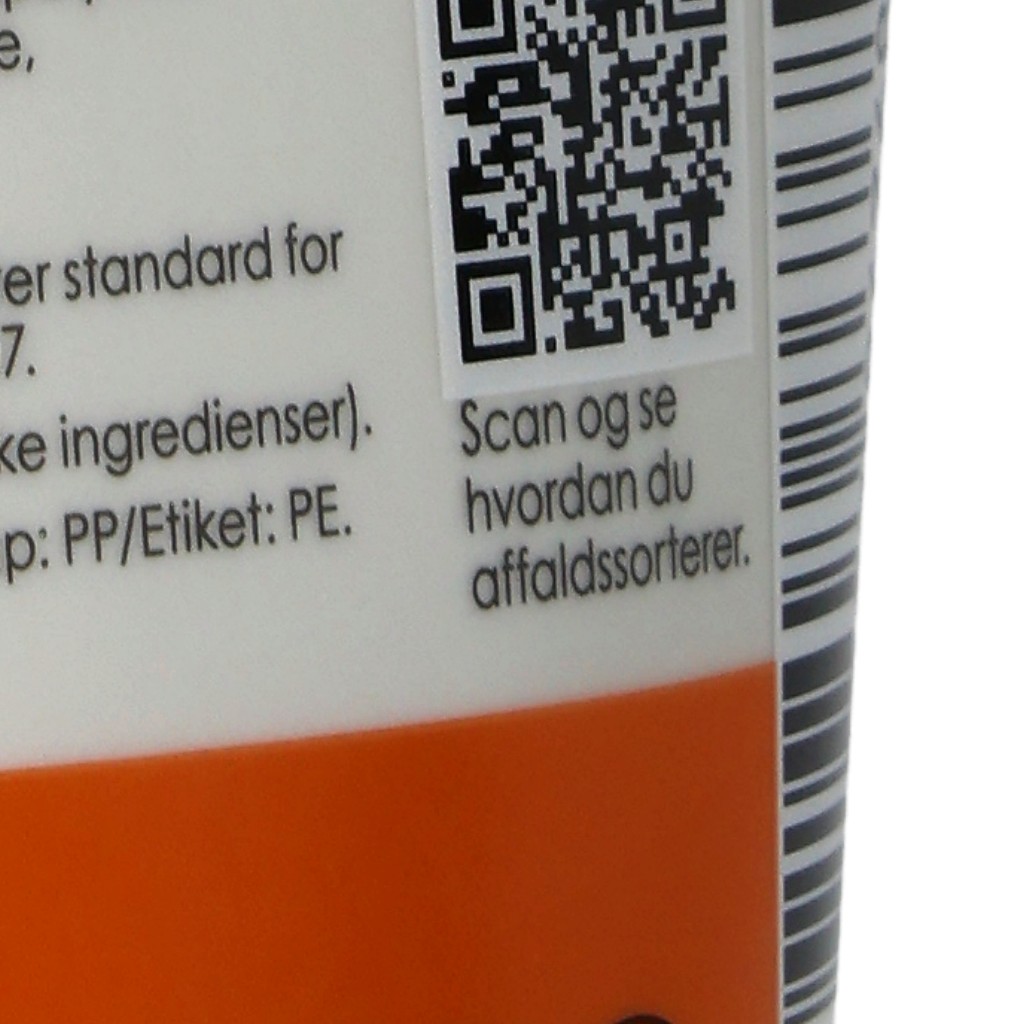 e,
er standard for
7.
ke ingredienser).
p: PP/Etiket: PE.
Scan og se
hvordan du
affaldssorterer.